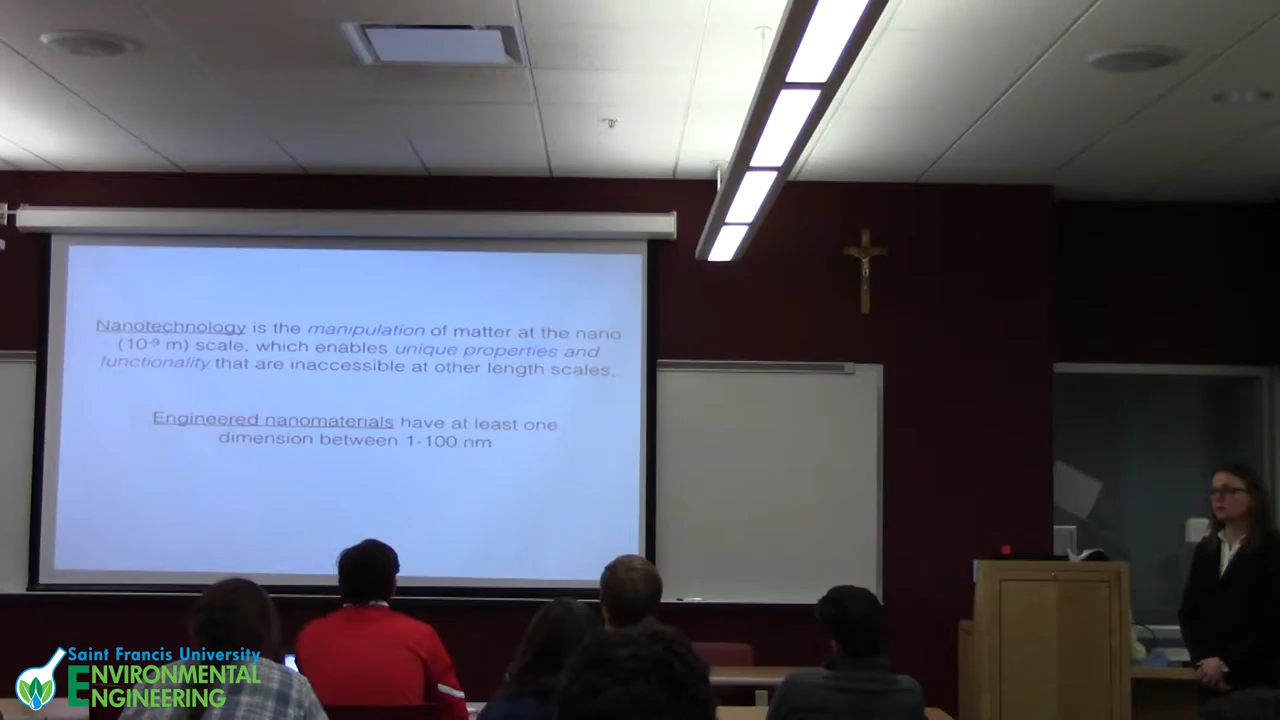 Nanotechnology is the manipulation of matter at the nano
(10-9 m) scale, which enables unique properties and
functionality that are inaccessible at other length scales.
Engineered nanomaterials have at least one
dimension between 1-100 nm
Saint Francis University
ENVIRONMENTAL
ENGINEERING